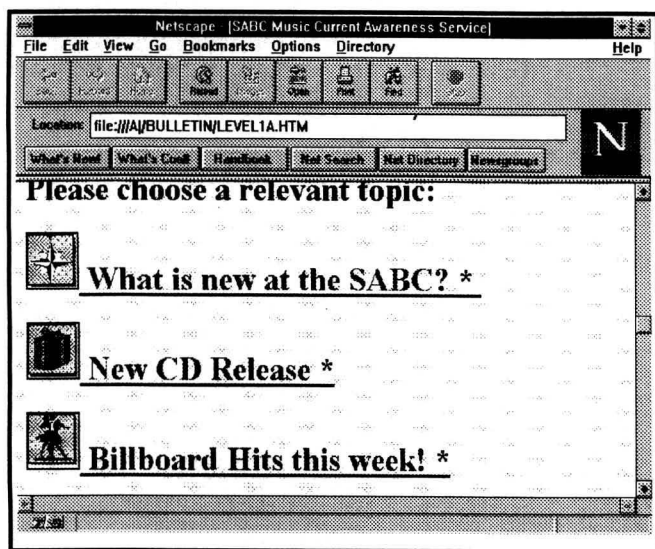 Netscape - [SABC Music Current Awareness Service]
File Edit View Go Bookmarks Options Directory Help
Reload Open Print Find
Location: file:///A|/BULLETIN/LEVEL1A.HTM
N
What's New! What's Cool! Handbook Net Search Net Directory Newsgroups
Please choose a relevant topic:
What is new at the SABC? *
New CD Release *
Billboard Hits this week! *